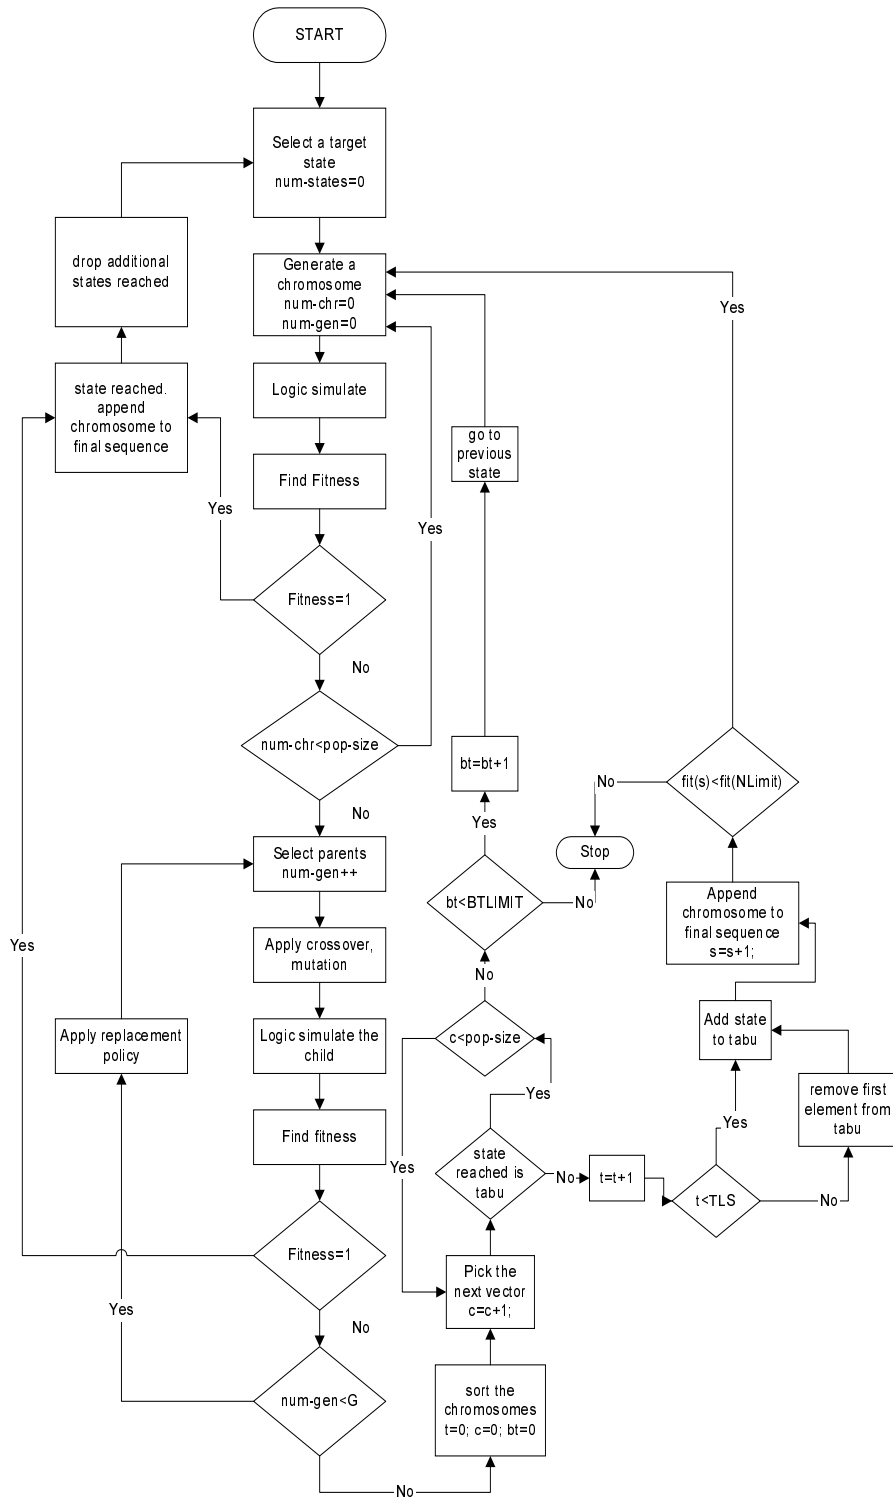 START
Select a target
state
num-states=0
drop additional
states reached
Generate a
chromosome
num-chr=0
num-gen=0
Yes
state reached.
append
chromosome to
final sequence
Logic simulate
go to
previous
state
Find Fitness
Yes
Yes
Fitness=1
No
num-chr<pop-size
bt=bt+1
No
fit(s)<fit(NLimit)
No
Yes
Stop
Select parents
num-gen++
bt<BTLIMIT
No
Append
chromosome to
final sequence
s=s+1;
Yes
Apply crossover,
mutation
No
Apply replacement
policy
Logic simulate the
child
c<pop-size
Add state
to tabu
Yes
remove first
element from
tabu
Find fitness
Yes
Yes
state
reached is
tabu
No
t=t+1
t<TLS
No
Fitness=1
Pick the
next vector
c=c+1;
Yes
No
num-gen<G
sort the
chromosomes
t=0; c=0; bt=0
No